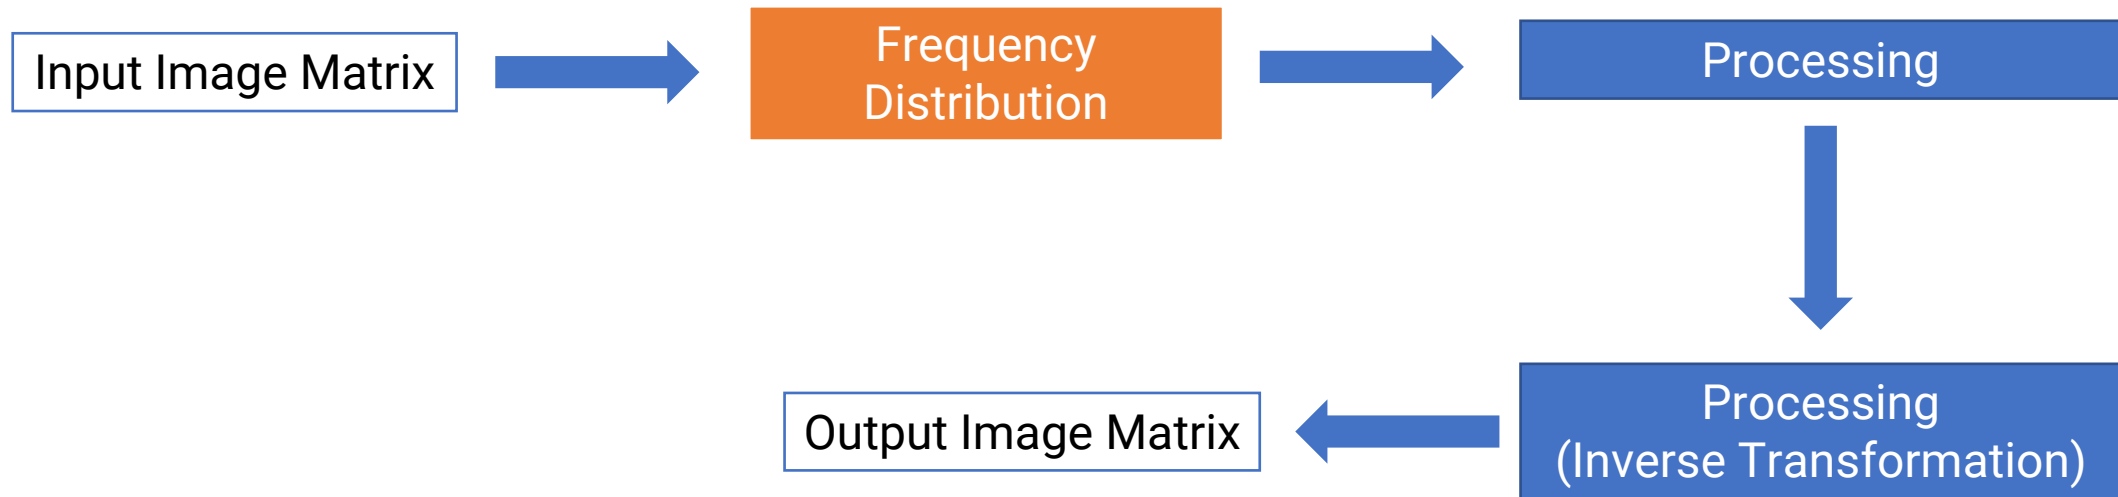 Input Image Matrix
Frequency
Distribution
Processing
Processing
(Inverse Transformation)
Output Image Matrix